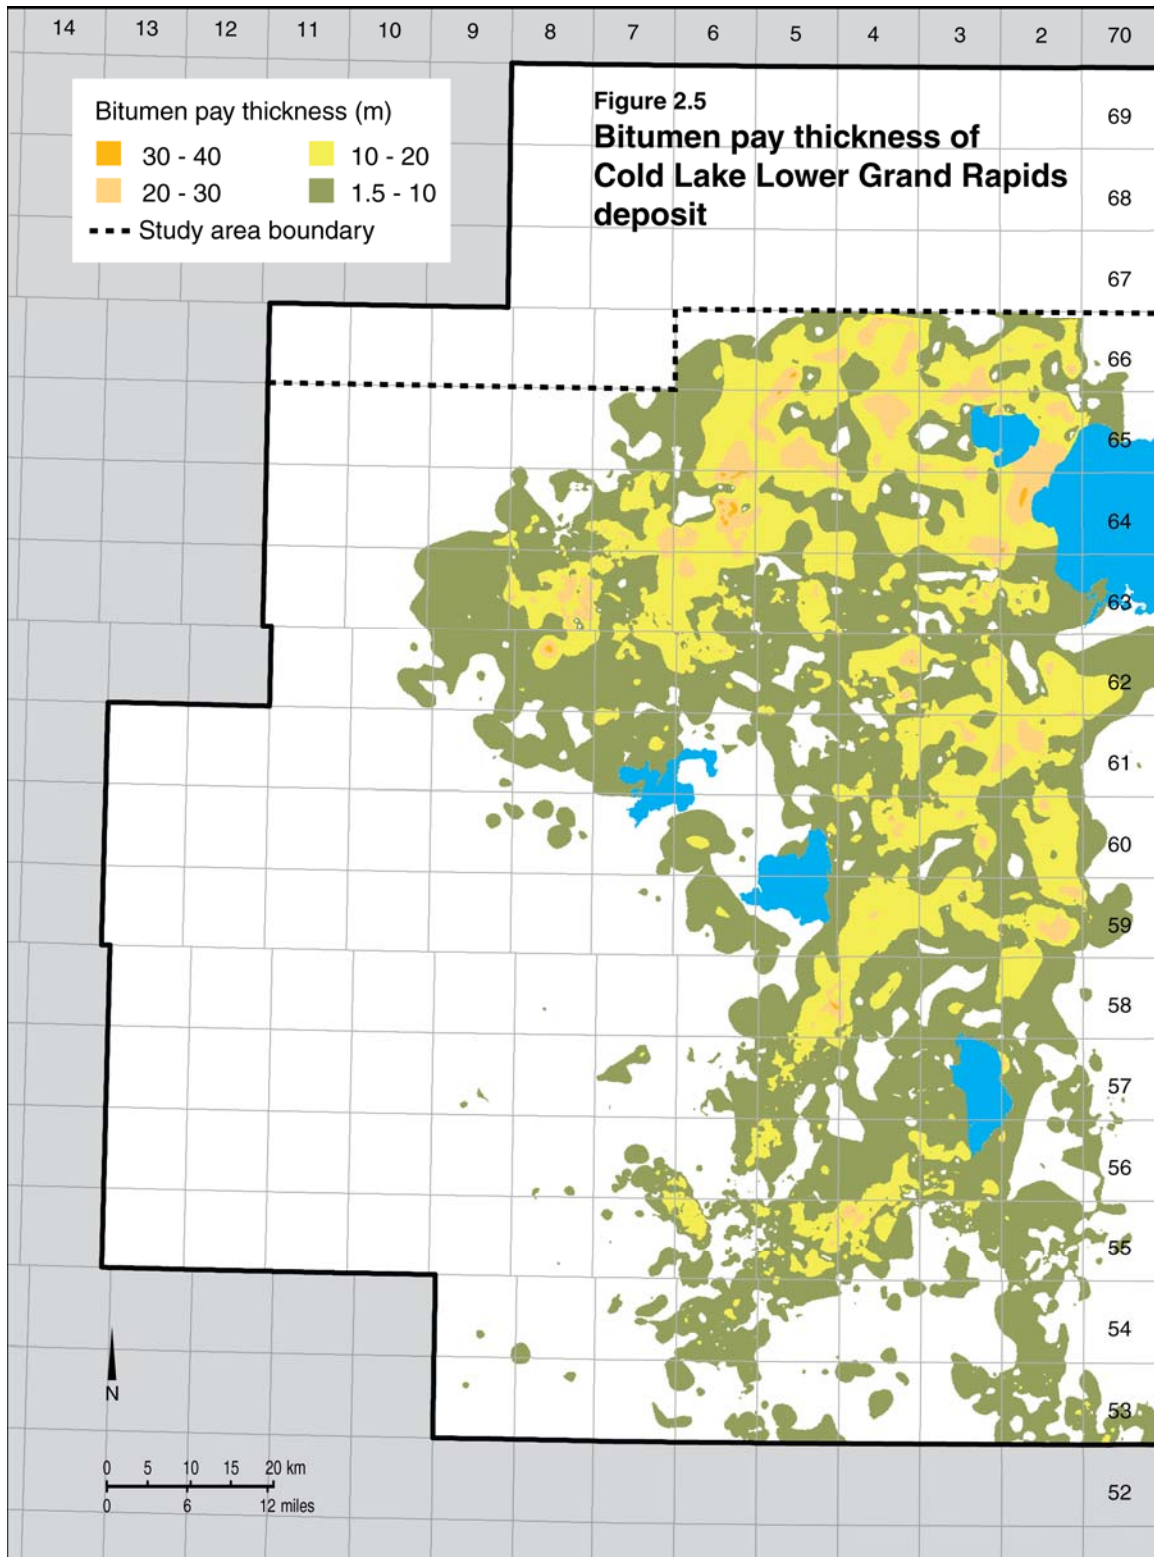 14 13 12 11 10 9 8 7 6 5 4 3 2 70
Bitumen pay thickness (m)
30 - 40 10 - 20
20 - 30 1.5 - 10
Study area boundary
Figure 2.5
Bitumen pay thickness of
Cold Lake Lower Grand Rapids
deposit
69
68
67
66
65
64
63
62
61
60
59
58
57
56
55
54
53
52
N
0 5 10 15 20 km
0 6 12 miles